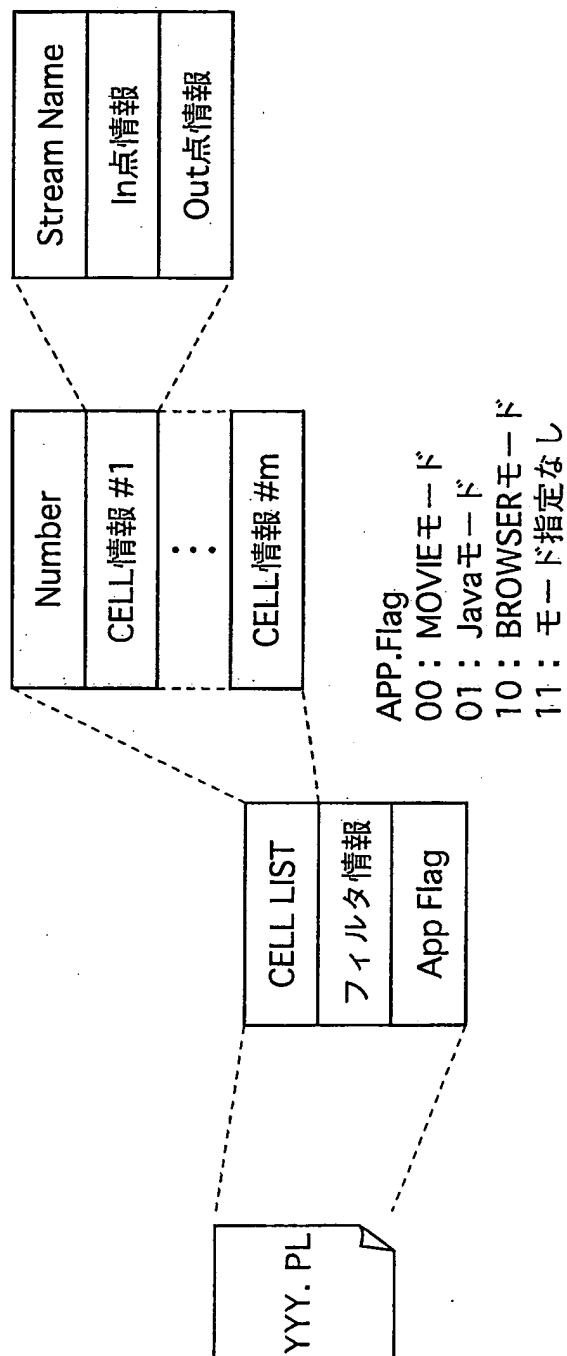 YYY. PL
CELL LIST
フィルタ情報
App Flag
Number
CELL情報 #1
CELL情報 #m
Stream Name
In点情報
Out点情報
APP.Flag
00：MOVIEモード
01：Javaモード
10：BROWSERモード
11：モード指定なし